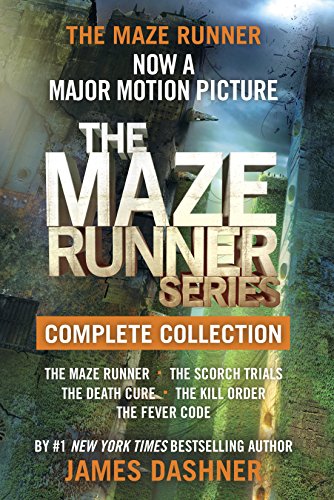 THE MAZE RUNNER
NOW A
MAJOR MOTION PICTURE
THE
MAZE
RUNNER
SERIES
COMPLETE COLLECTION
THE MAZE RUNNER · THE SCORCH TRIALS
THE DEATH CURE · THE KILL ORDER
THE FEVER CODE
BY #1 NEW YORK TIMES BESTSELLING AUTHOR
JAMES DASHNER